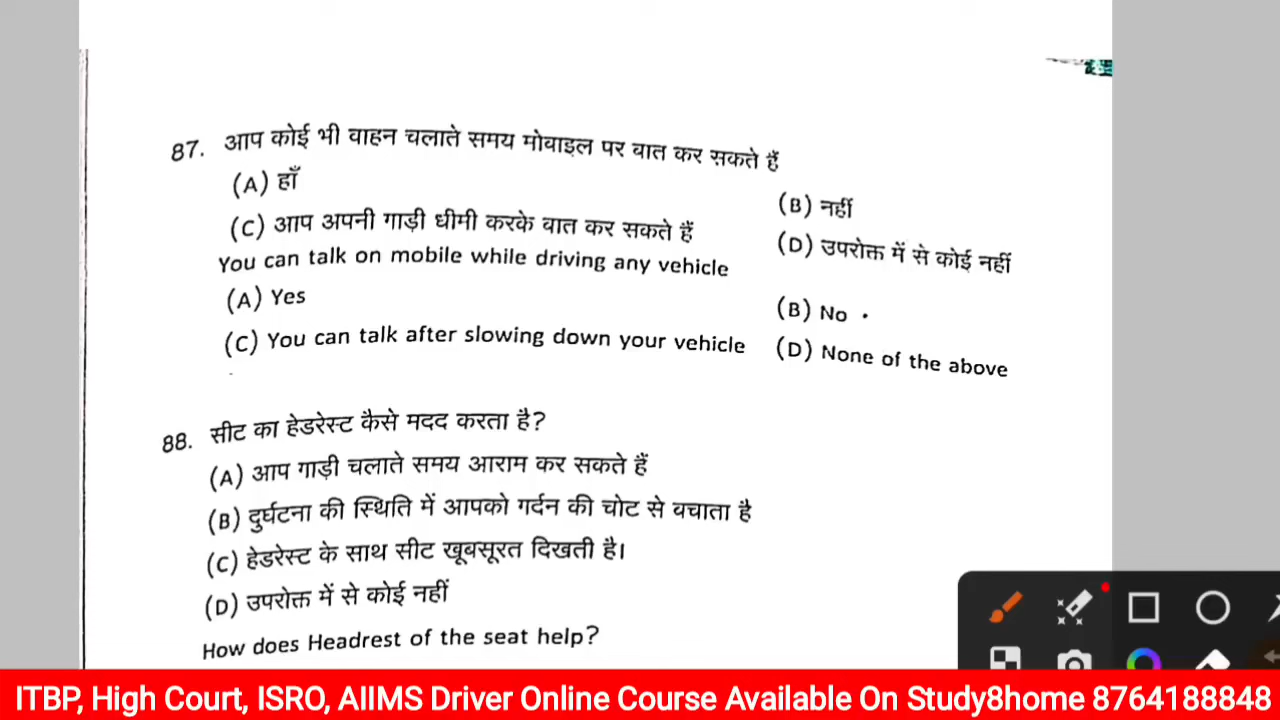 87. आप कोई भी वाहन चलाते समय मोवाइल पर वात कर सकते हैं
(A) हाँ
(B) नहीं
(C) आप अपनी गाड़ी धीमी करके वात कर सकते हैं
(D) उपरोक्त में से कोई नहीं
You can talk on mobile while driving any vehicle
(A) Yes
(B) No
(C) You can talk after slowing down your vehicle
(D) None of the above
88. सीट का हेडरेस्ट कैसे मदद करता है?
(A) आप गाड़ी चलाते समय आराम कर सकते हैं
(B) दुर्घटना की स्थिति में आपको गर्दन की चोट से वचाता है
(C) हेडरेस्ट के साथ सीट खूबसूरत दिखती है।
(D) उपरोक्त में से कोई नहीं
How does Headrest of the seat help?
ITBP, High Court, ISRO, AIIMS Driver Online Course Available On Study8home 8764188848